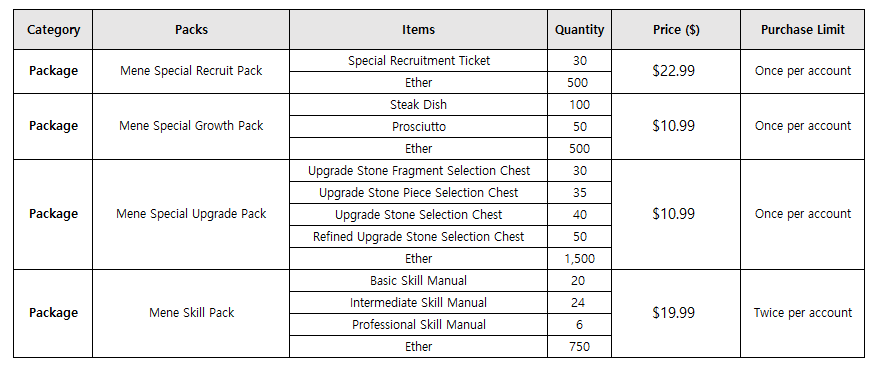 Category Packs Items Quantity Price ($) Purchase Limit
Package Mene Special Recruit Pack Special Recruitment Ticket 30 $22.99 Once per account
Ether 500
Package Mene Special Growth Pack Steak Dish 100 $10.99 Once per account
Prosciutto 50
Ether 500
Package Mene Special Upgrade Pack Upgrade Stone Fragment Selection Chest 30 $10.99 Once per account
Upgrade Stone Piece Selection Chest 35
Upgrade Stone Selection Chest 40
Refined Upgrade Stone Selection Chest 50
Ether 1,500
Package Mene Skill Pack Basic Skill Manual 20 $19.99 Twice per account
Intermediate Skill Manual 24
Professional Skill Manual 6
Ether 750